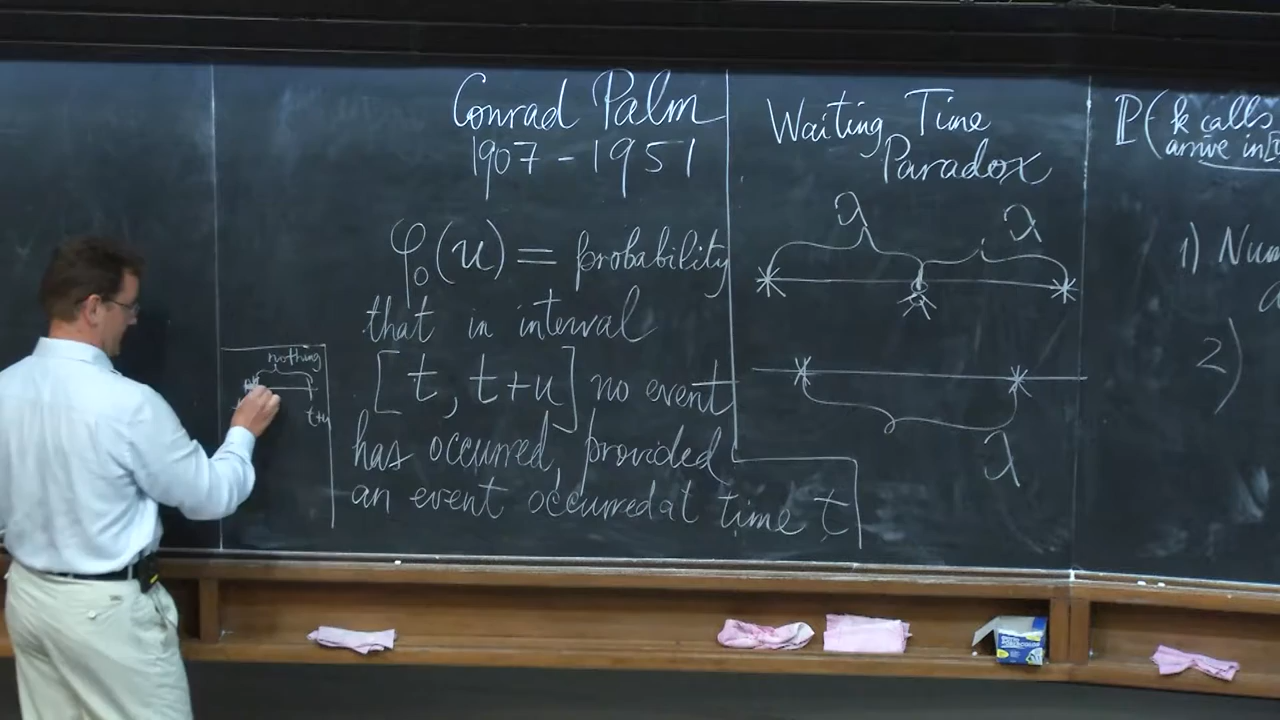 Conrad Palm
1907 - 1951
φ₀(u) = probability
that in interval
[t, t+u] no event
has occurred, provided
an event occurred at time t
nothing
t+u
Waiting Time
Paradox
λ λ
λ
P( k calls
arrive in [
1) Num
2)